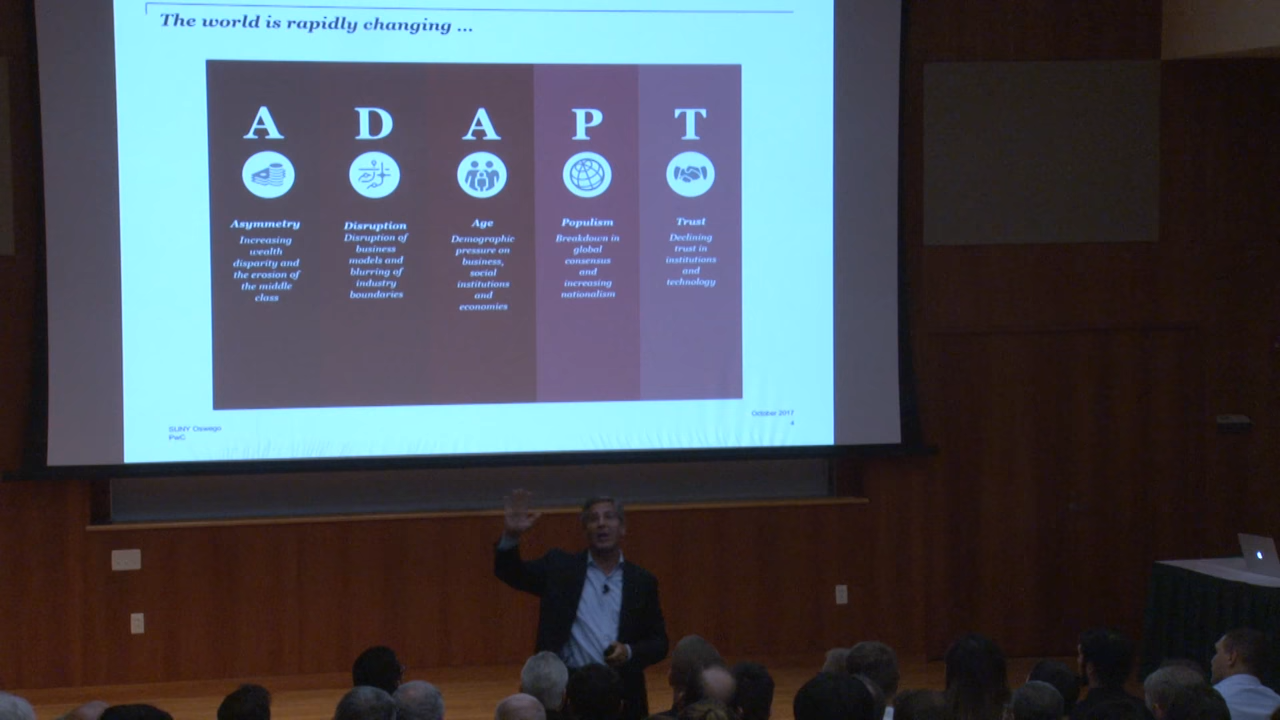 The world is rapidly changing ...
A D A P T
Asymmetry
Increasing
wealth
disparity and
the erosion of
the middle
class
Disruption
Disruption of
business
models and
blurring of
industry
boundaries
Age
Demographic
pressure on
business,
social
institutions
and
economies
Populism
Breakdown in
global
consensus
and
increasing
nationalism
Trust
Declining
trust in
institutions
and
technology
SUNY Oswego
PwC
October 2017
4